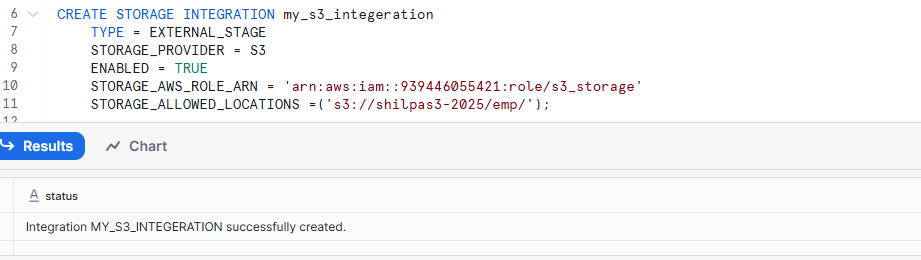 6 CREATE STORAGE INTEGRATION my_s3_integeration
7 TYPE = EXTERNAL_STAGE
8 STORAGE_PROVIDER = S3
9 ENABLED = TRUE
10 STORAGE_AWS_ROLE_ARN = 'arn:aws:iam::939446055421:role/s3_storage'
11 STORAGE_ALLOWED_LOCATIONS =('s3://shilpas3-2025/emp/');
12
Results Chart
A status
Integration MY_S3_INTEGERATION successfully created.